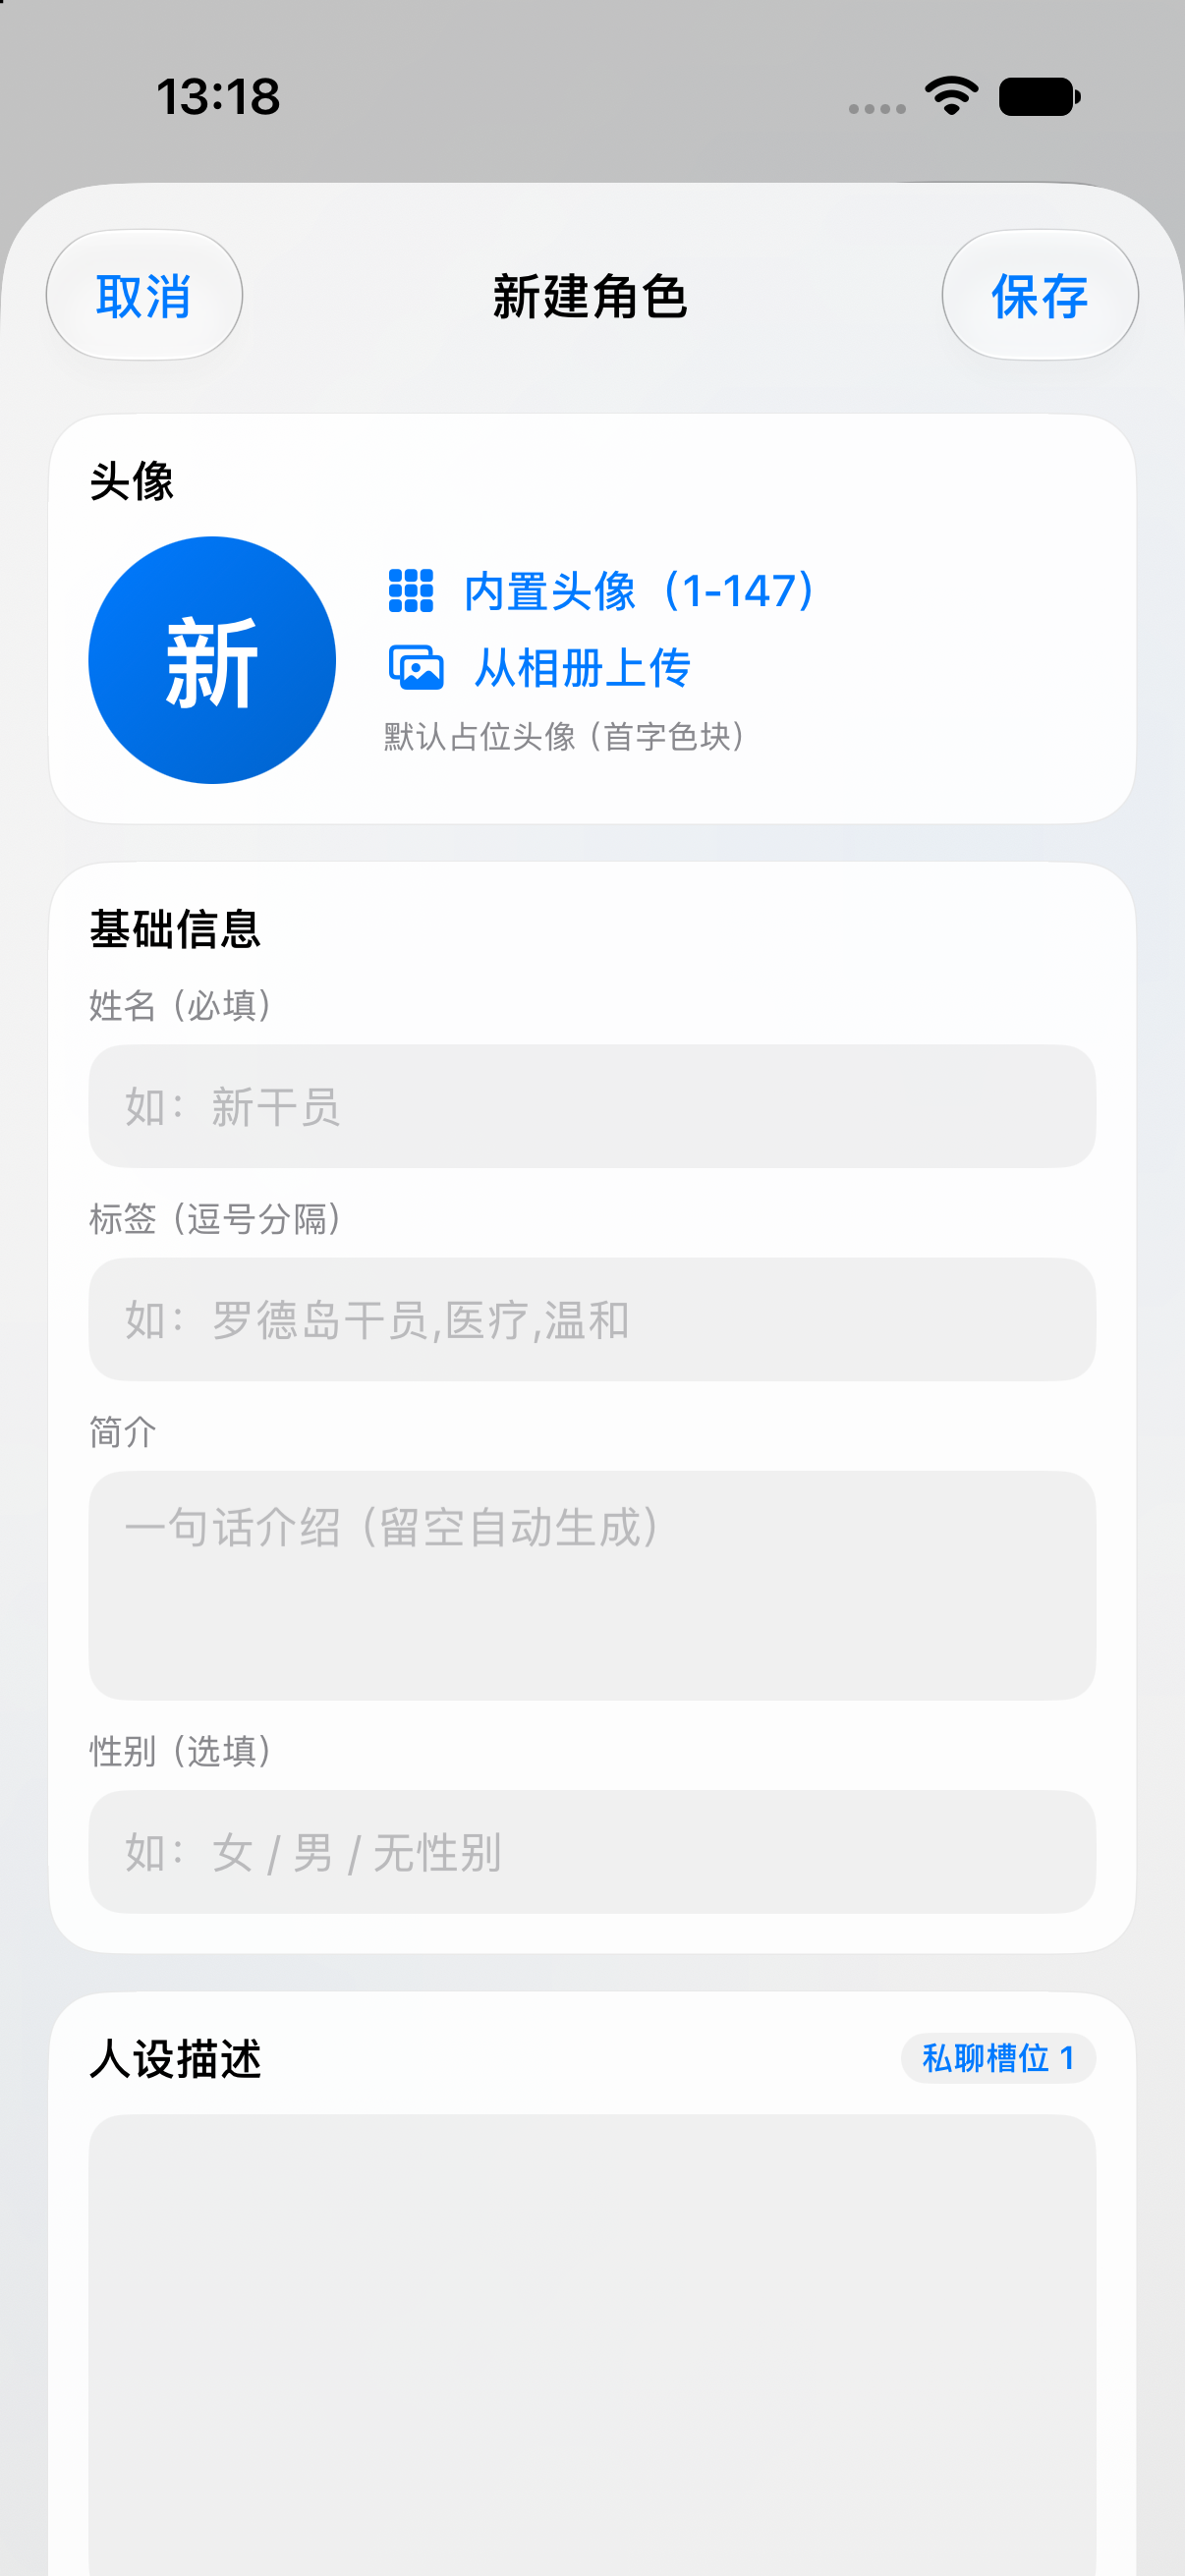 13:18
取消
新建角色
保存
头像
新
内置头像（1-147）
从相册上传
默认占位头像（首字色块）
基础信息
姓名（必填）
如：新干员
标签（逗号分隔）
如：罗德岛干员,医疗,温和
简介
一句话介绍（留空自动生成）
性别（选填）
如：女 / 男 / 无性别
人设描述
私聊槽位 1